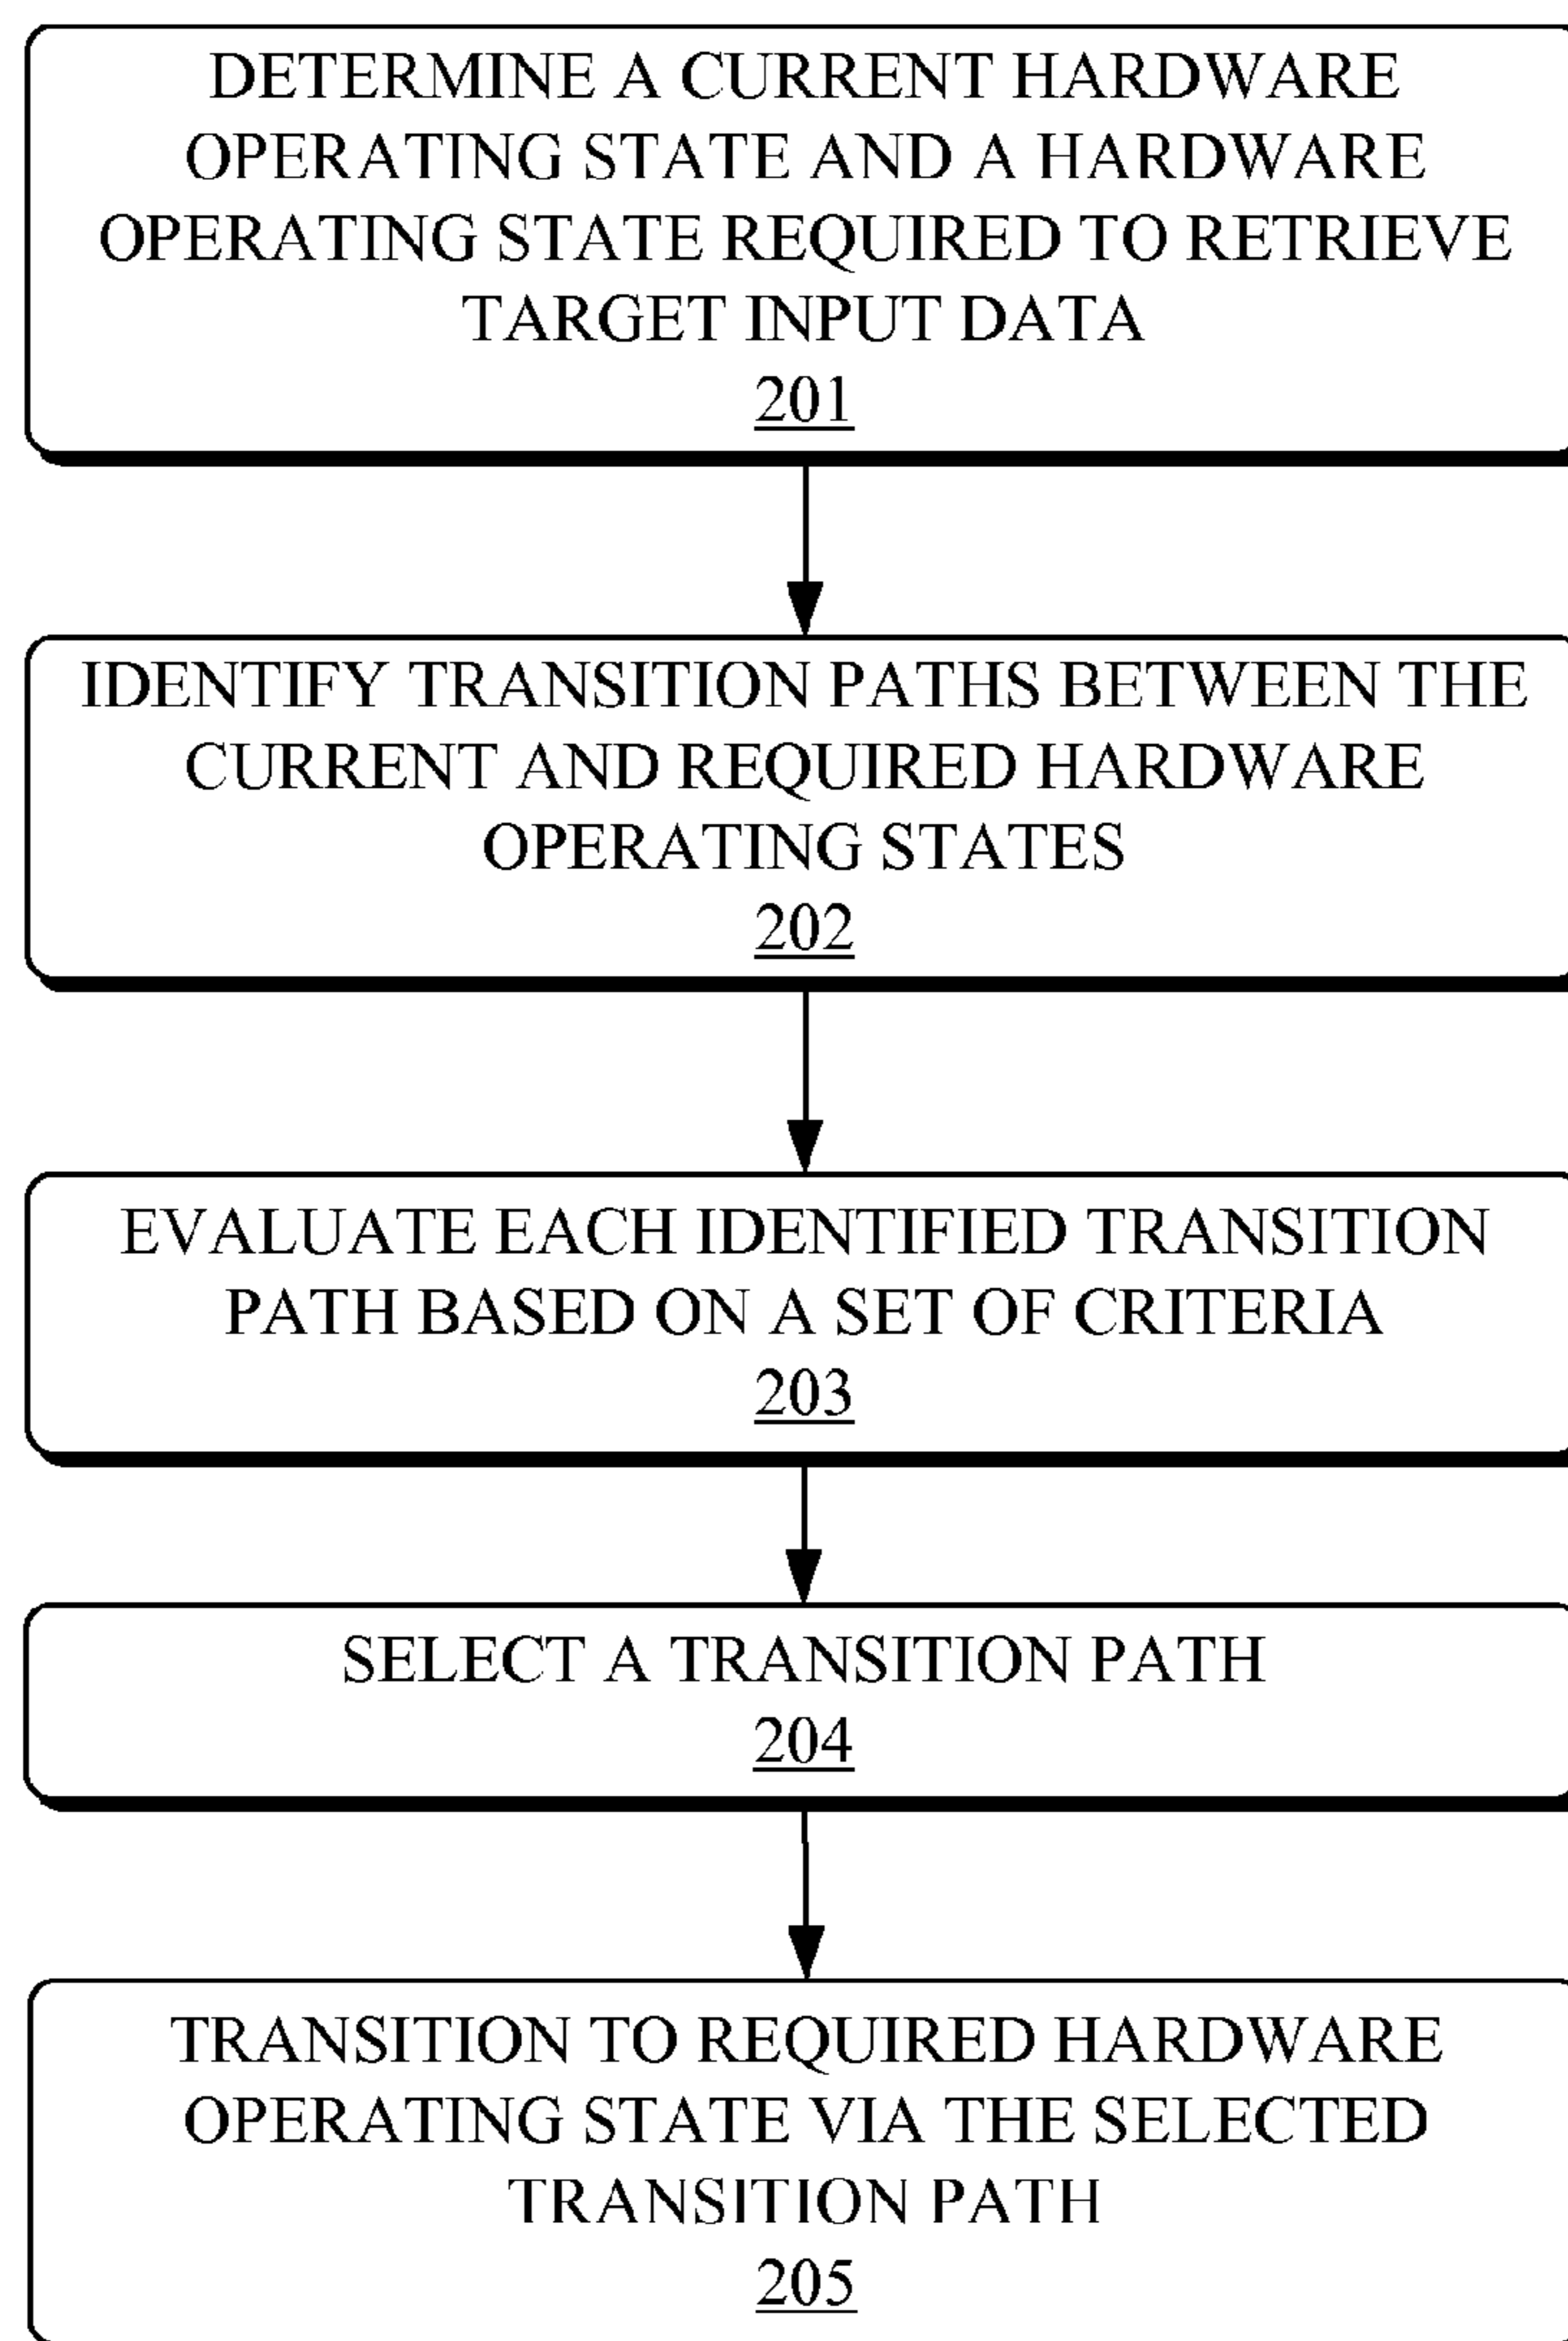 DETERMINE A CURRENT HARDWARE
OPERATING STATE AND A HARDWARE
OPERATING STATE REQUIRED TO RETRIEVE
TARGET INPUT DATA
201
IDENTIFY TRANSITION PATHS BETWEEN THE
CURRENT AND REQUIRED HARDWARE
OPERATING STATES
202
EVALUATE EACH IDENTIFIED TRANSITION
PATH BASED ON A SET OF CRITERIA
203
SELECT A TRANSITION PATH
204
TRANSITION TO REQUIRED HARDWARE
OPERATING STATE VIA THE SELECTED
TRANSITION PATH
205